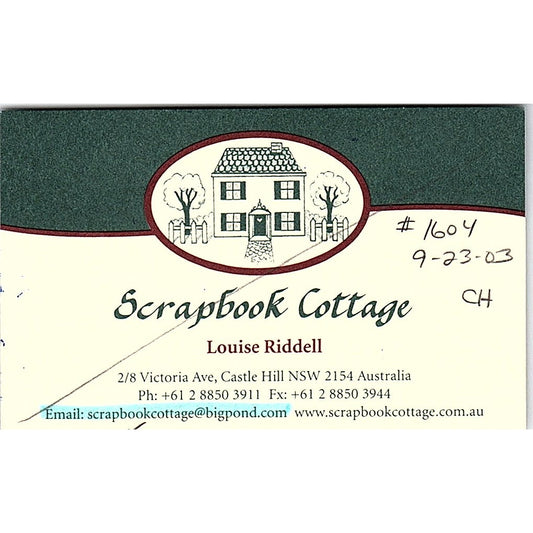 # 1604
9-23-03
CH
Scrapbook Cottage
Louise Riddell
2/8 Victoria Ave, Castle Hill NSW 2154 Australia
Ph: +61 2 8850 3911 Fx: +61 2 8850 3944
Email: scrapbookcottage@bigpond.com www.scrapbookcottage.com.au